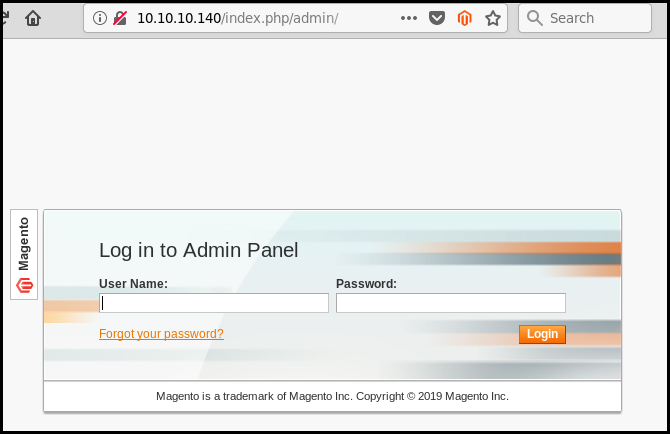 10.10.10.140/index.php/admin/
Search
Magento
Log in to Admin Panel
User Name: Password:
Forgot your password? Login
Magento is a trademark of Magento Inc. Copyright © 2019 Magento Inc.